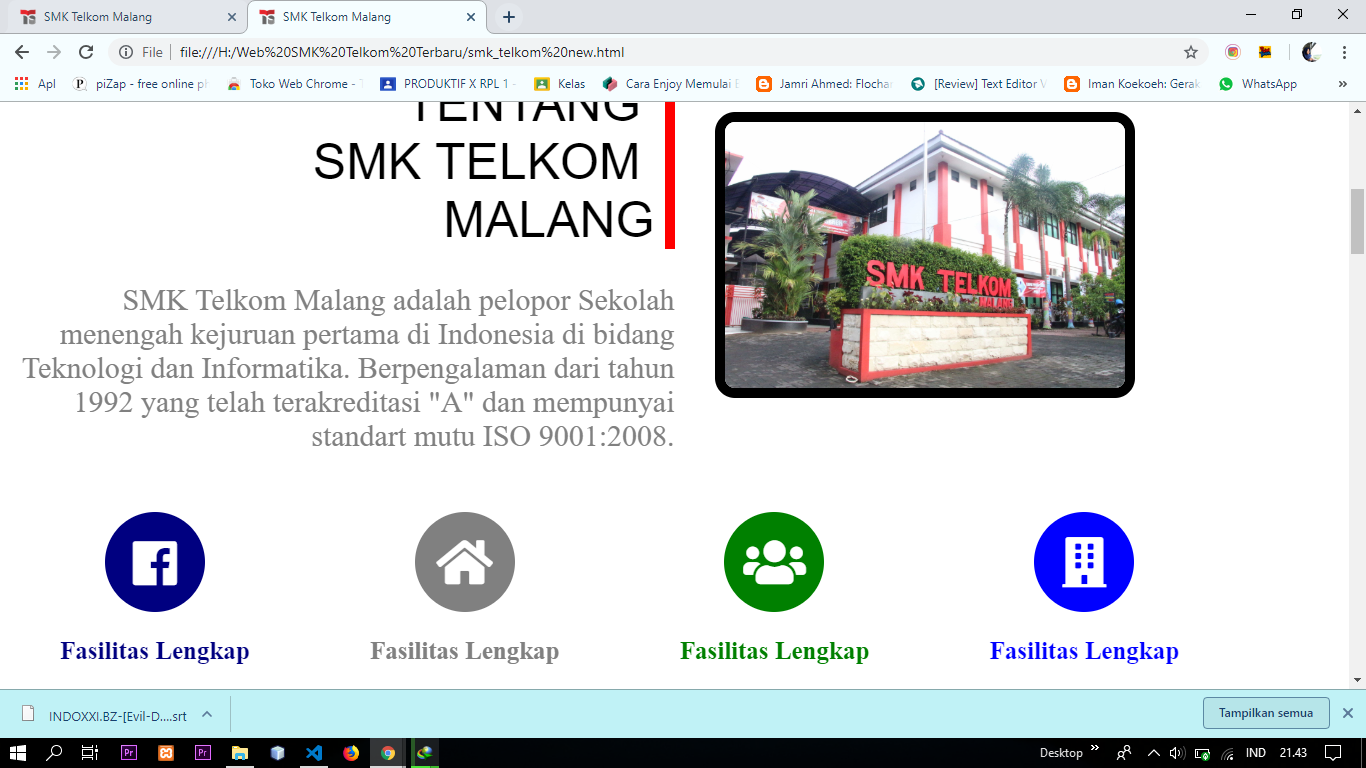 SMK Telkom Malang
SMK Telkom Malang
File
file:///H:/Web%20SMK%20Telkom%20Terbaru/smk_telkom%20new.html
Apl
piZap - free online ph
Toko Web Chrome - T
PRODUKTIF X RPL 1 -
Kelas
Cara Enjoy Memulai B
Jamri Ahmed: Flochar
[Review] Text Editor V
Iman Koekoeh: Gerak
WhatsApp
TENTANG
SMK TELKOM
MALANG
SMK TELKOM
MALANG
SMK Telkom Malang adalah pelopor Sekolah
menengah kejuruan pertama di Indonesia di bidang
Teknologi dan Informatika. Berpengalaman dari tahun
1992 yang telah terakreditasi "A" dan mempunyai
standart mutu ISO 9001:2008.
Fasilitas Lengkap
Fasilitas Lengkap
Fasilitas Lengkap
Fasilitas Lengkap
INDOXXI.BZ-[Evil-D....srt
Tampilkan semua
Pr
Pr
Desktop
IND
21.43